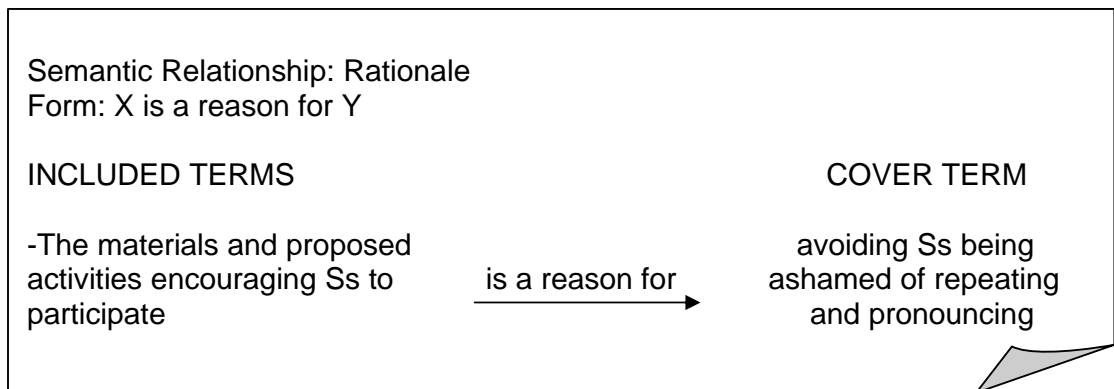 Semantic Relationship: Rationale
Form: X is a reason for Y
INCLUDED TERMS
COVER TERM
-The materials and proposed
activities encouraging Ss to
participate
is a reason for
avoiding Ss being
ashamed of repeating
and pronouncing